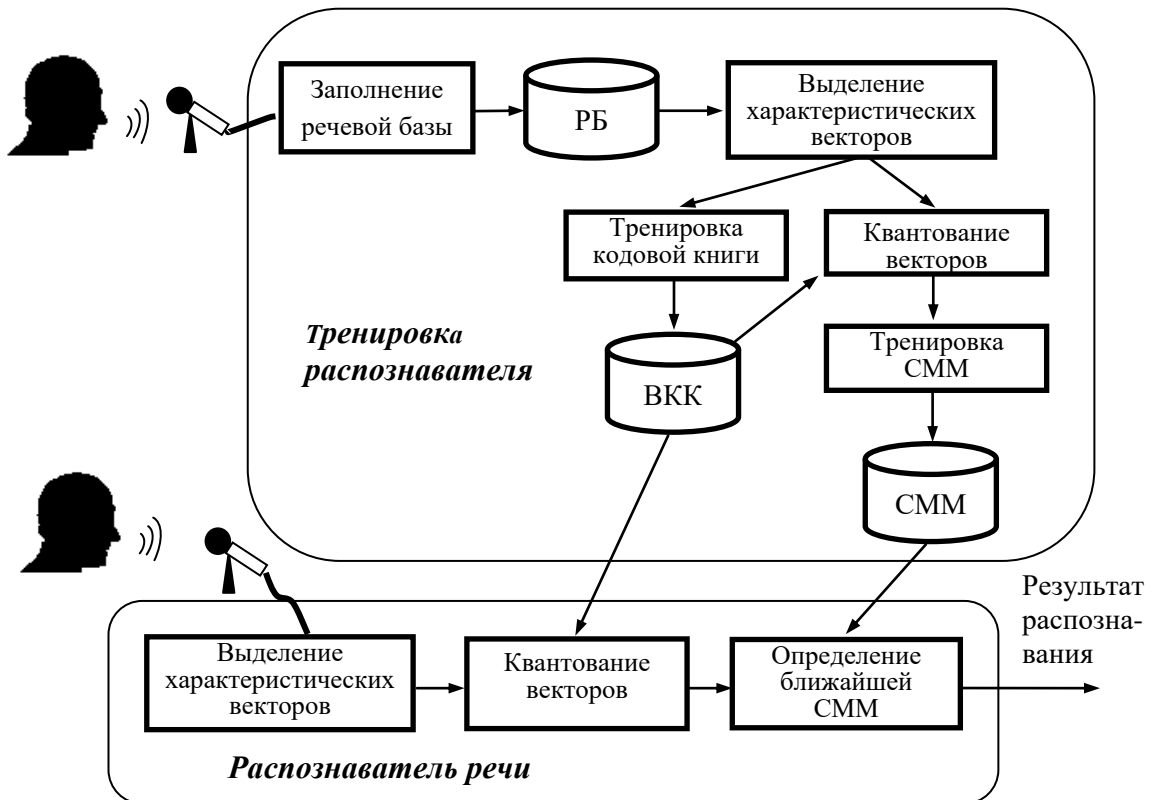 Заполнение
речевой базы
РБ
Выделение
характеристических
векторов
Тренировка
кодовой книги
Квантование
векторов
Тренировка
распознавателя
Тренировка
СММ
ВКК
СММ
Результат
распозна-
вания
Выделение
характеристических
векторов
Квантование
векторов
Определение
ближайшей
СММ
Распознаватель речи